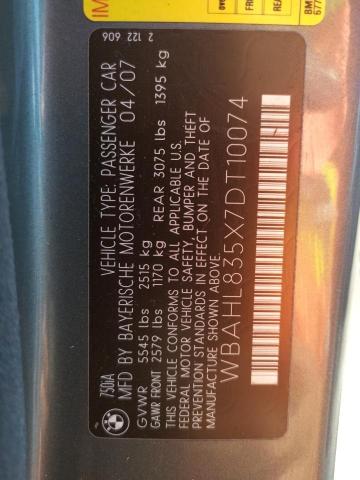 750iA
VEHICLE TYPE: PASSENGER CAR
MFD BY BAYERISCHE MOTORENWERKE 04/07
GVWR 5545 lbs 2515 kg
GAWR FRONT 2579 lbs 1170 kg REAR 3075 lbs 1395 kg
THIS VEHICLE CONFORMS TO ALL APPLICABLE U.S.
FEDERAL MOTOR VEHICLE SAFETY, BUMPER AND THEFT
PREVENTION STANDARDS IN EFFECT ON THE DATE OF
MANUFACTURE SHOWN ABOVE.
WBAHL835X7DT10074
2 122 606